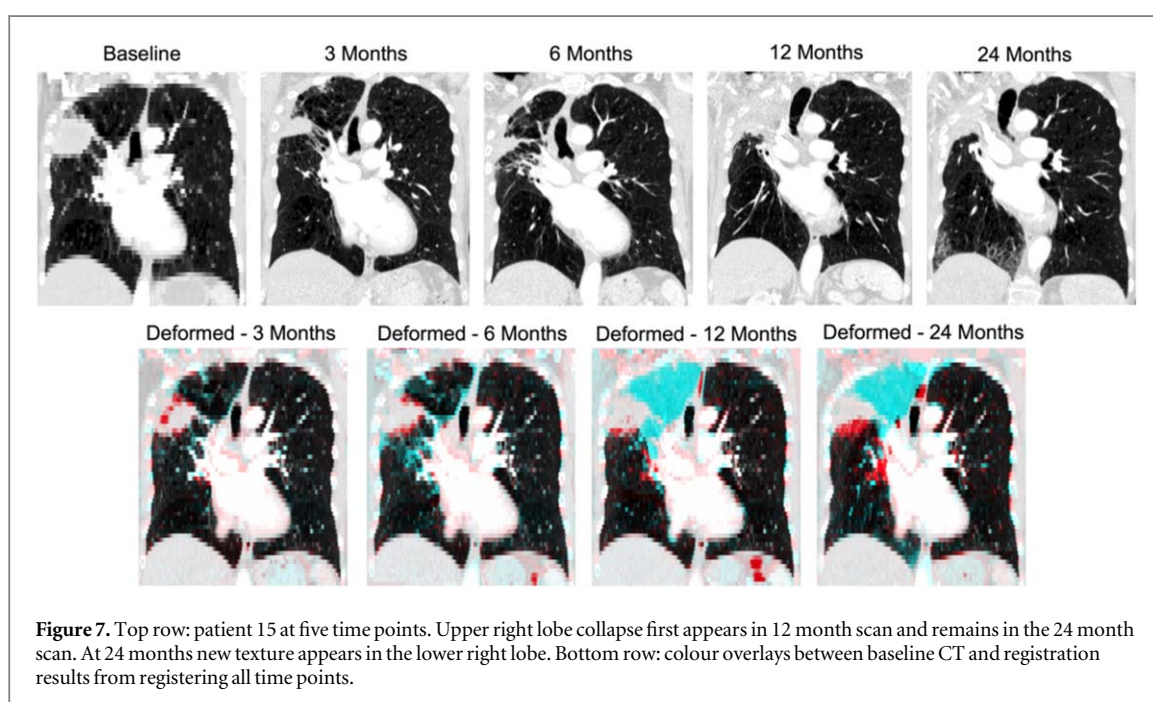 Baseline
3 Months
6 Months
12 Months
24 Months
Deformed - 3 Months
Deformed - 6 Months
Deformed - 12 Months
Deformed - 24 Months
Figure 7. Top row: patient 15 at five time points. Upper right lobe collapse first appears in 12 month scan and remains in the 24 month
scan. At 24 months new texture appears in the lower right lobe. Bottom row: colour overlays between baseline CT and registration
results from registering all time points.